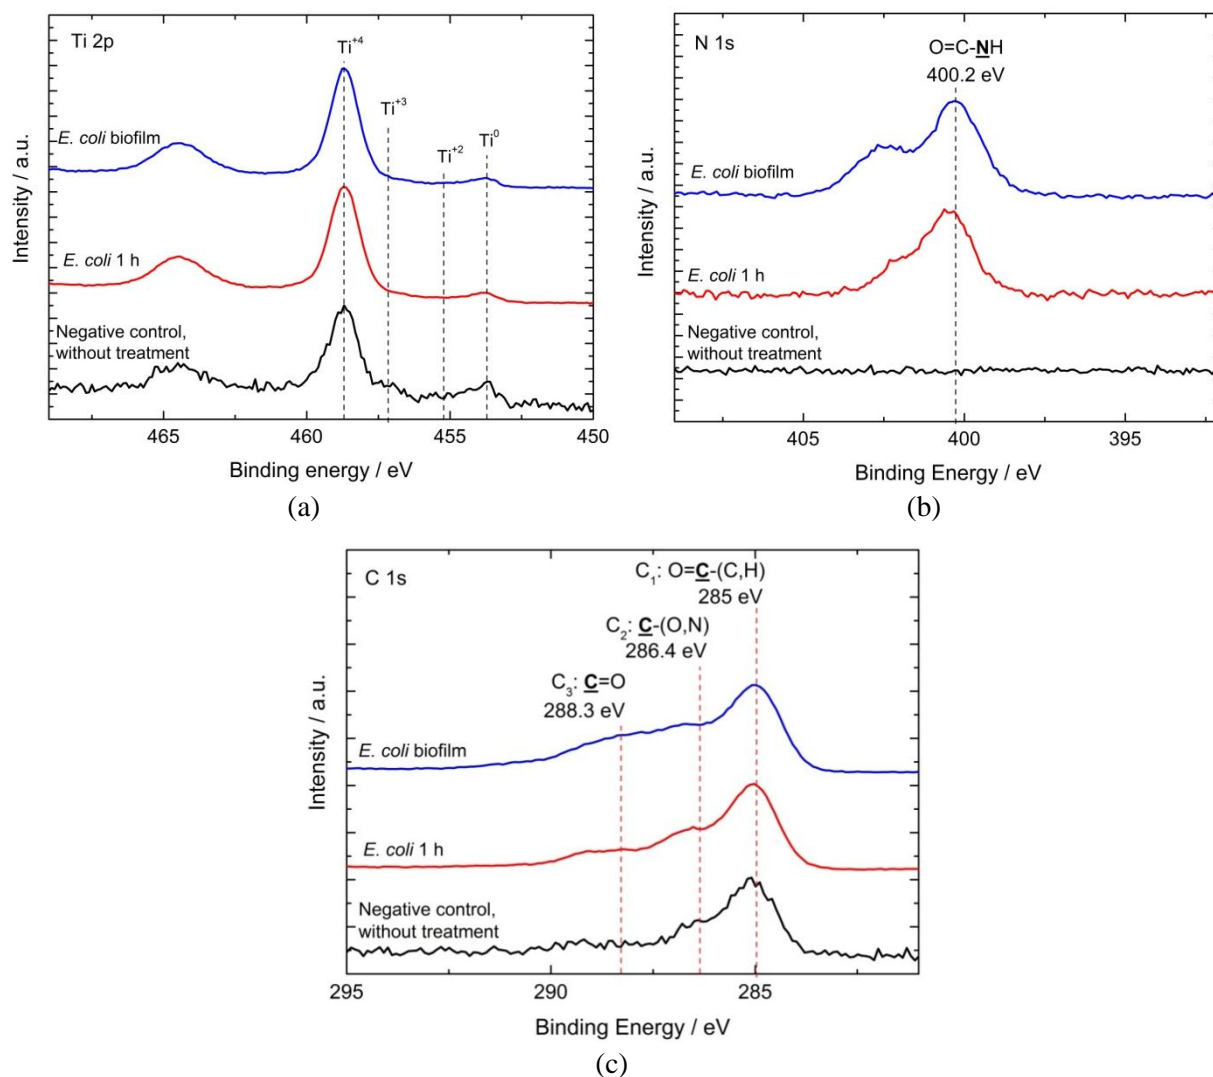 Ti 2p
Ti+4
Ti+3
Ti+2
Ti0
E. coli biofilm
E. coli 1 h
Negative control,
without treatment
Intensity / a.u.
465 460 455 450
Binding energy / eV
(a)
N 1s
O=C-NH
400.2 eV
E. coli biofilm
E. coli 1 h
Negative control,
without treatment
Intensity / a.u.
405 400 395
Binding Energy / eV
(b)
C 1s
C1: O=C-(C,H)
285 eV
C2: C-(O,N)
286.4 eV
C3: C=O
288.3 eV
E. coli biofilm
E. coli 1 h
Negative control,
without treatment
Intensity / a.u.
295 290 285
Binding Energy / eV
(c)